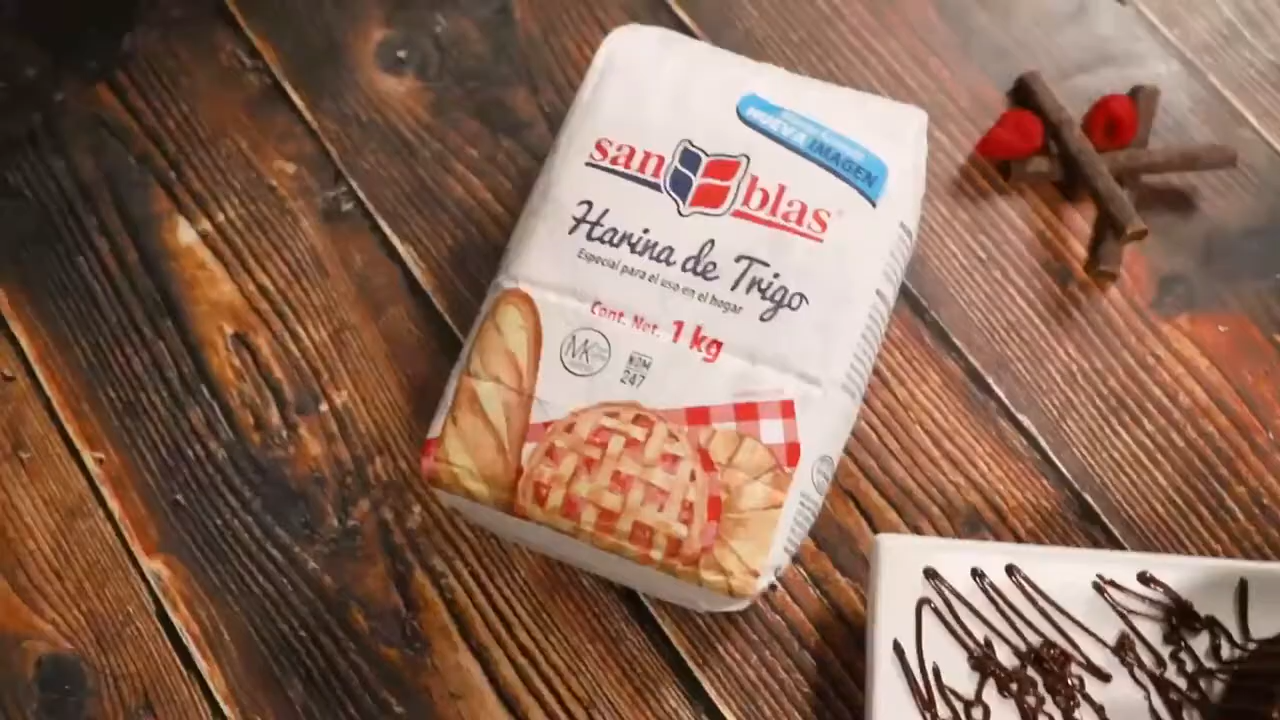 NUEVA IMAGEN
san blas
Harina de Trigo
Especial para el uso en el hogar
Cont. Net. 1 kg
MK
NOM
247